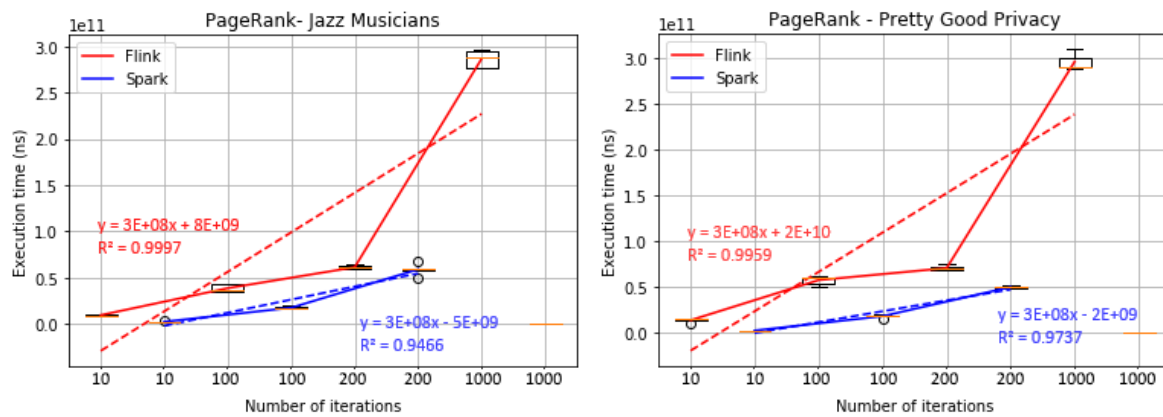 PageRank- Jazz Musicians
1e11
3.0
2.5
2.0
1.5
1.0
0.5
0.0
Execution time (ns)
Flink
Spark
y = 3E+08x + 8E+09
R² = 0.9997
y = 3E+08x - 5E+09
R² = 0.9466
10 10 100 100 200 200 1000 1000
Number of iterations
PageRank - Pretty Good Privacy
1e11
3.0
2.5
2.0
1.5
1.0
0.5
0.0
Execution time (ns)
Flink
Spark
y = 3E+08x + 2E+10
R² = 0.9959
y = 3E+08x - 2E+09
R² = 0.9737
10 10 100 100 200 200 1000 1000
Number of iterations